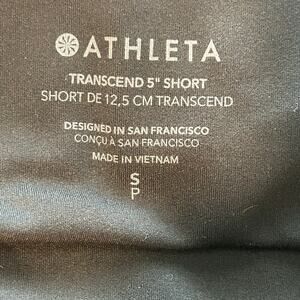 ATHLETA
TRANSCEND 5" SHORT
SHORT DE 12,5 CM TRANSCEND
DESIGNED IN SAN FRANCISCO
CONÇU À SAN FRANCISCO
MADE IN VIETNAM
S
P